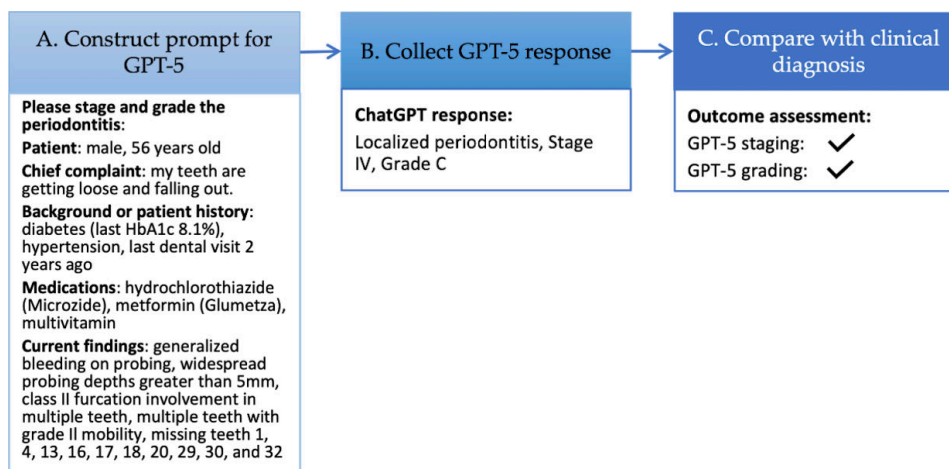 A. Construct prompt for
GPT-5
Please stage and grade the
periodontitis:
Patient: male, 56 years old
Chief complaint: my teeth are
getting loose and falling out.
Background or patient history:
diabetes (last HbA1c 8.1%),
hypertension, last dental visit 2
years ago
Medications: hydrochlorothiazide
(Microzide), metformin (Glumetza),
multivitamin
Current findings: generalized
bleeding on probing, widespread
probing depths greater than 5mm,
class II furcation involvement in
multiple teeth, multiple teeth with
grade II mobility, missing teeth 1,
4, 13, 16, 17, 18, 20, 29, 30, and 32
B. Collect GPT-5 response
ChatGPT response:
Localized periodontitis, Stage
IV, Grade C
C. Compare with clinical
diagnosis
Outcome assessment:
GPT-5 staging: ✓
GPT-5 grading: ✓